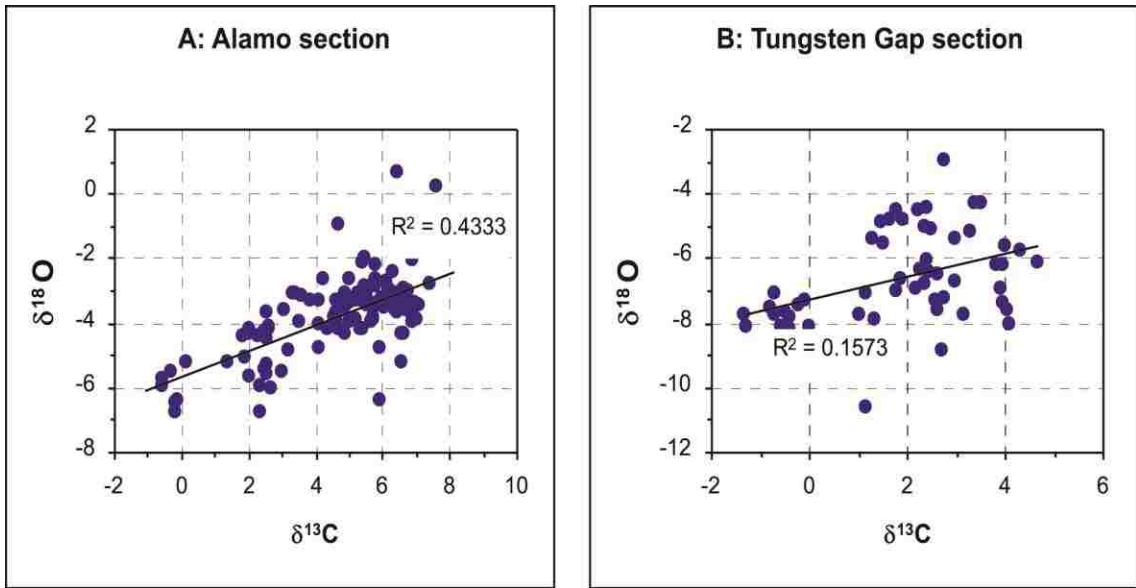 A: Alamo section
2
0
-2
-4
-6
-8
δ18O
R2 = 0.4333
-2 0 2 4 6 8 10
δ13C
B: Tungsten Gap section
-2
-4
-6
-8
-10
-12
δ18O
R2 = 0.1573
-2 0 2 4 6
δ13C